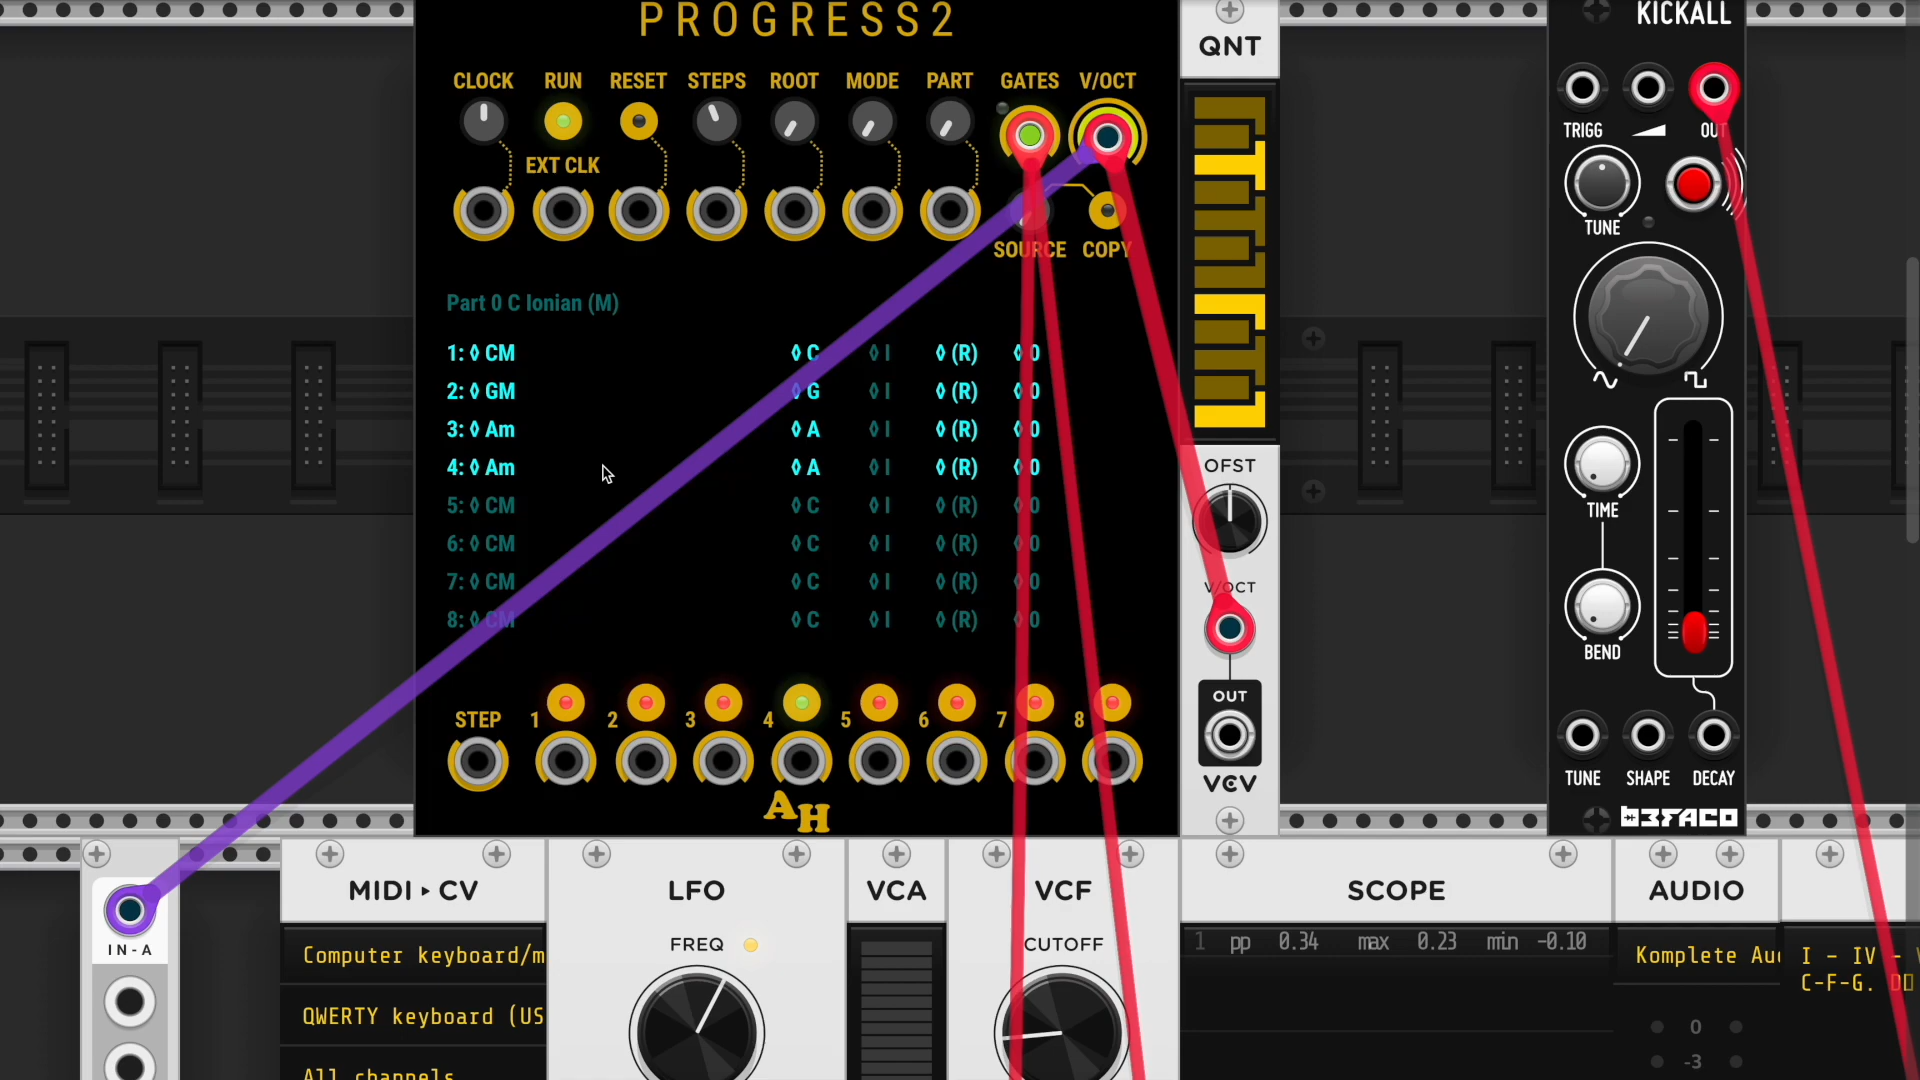 PROGRESS2
CLOCK RUN RESET STEPS ROOT MODE PART GATES V/OCT
EXT CLK
SOURCE COPY
Part 0 C Ionian (M)
1: ◊ CM ◊ C ◊ I ◊ (R) ◊ 0
2: ◊ GM ◊ G ◊ I ◊ (R) ◊ 0
3: ◊ Am ◊ A ◊ I ◊ (R) ◊ 0
4: ◊ Am ◊ A ◊ I ◊ (R) ◊ 0
5: ◊ CM ◊ C ◊ I ◊ (R) ◊ 0
6: ◊ CM ◊ C ◊ I ◊ (R) ◊ 0
7: ◊ CM ◊ C ◊ I ◊ (R) ◊ 0
8: ◊ CM ◊ C ◊ I ◊ (R) ◊ 0
STEP 1 2 3 4 5 6 7 8
AH
QNT
OFST
V/OCT
OUT
VCV
KICKALL
TRIGG OUT
TUNE
TIME
BEND
TUNE SHAPE DECAY
BEFACO
IN-A
MIDI ▸ CV
Computer keyboard/m
QWERTY keyboard (US
All channels
LFO
FREQ
VCA
VCF
CUTOFF
SCOPE
1 pp 0.34 max 0.23 min -0.10
AUDIO
Komplete Au
0
-3
I - IV -
C-F-G.